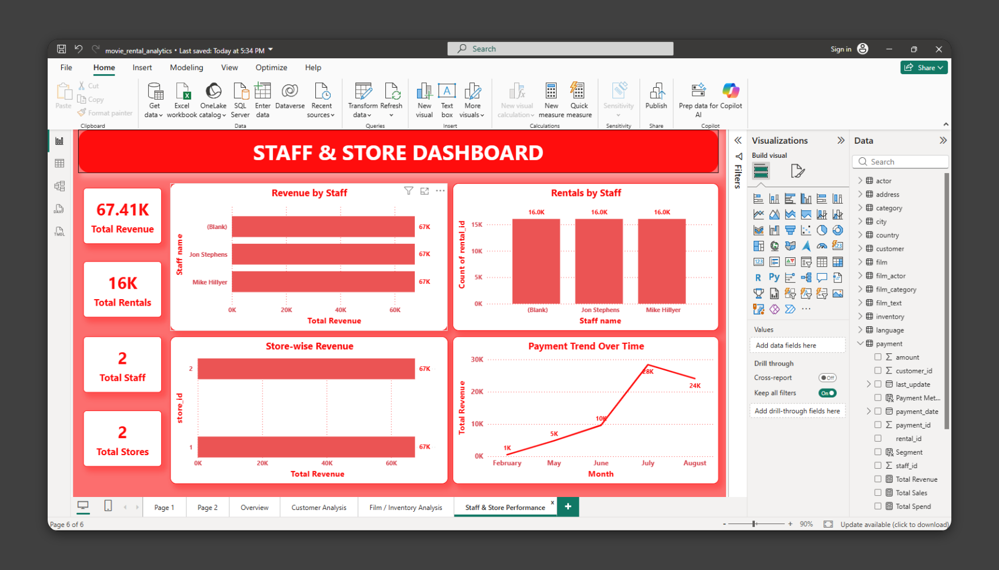 movie_rental_analytics • Last saved: Today at 5:34 PM
Search
Sign in
File Home Insert Modeling View Optimize Help
Share
Paste
Cut
Copy
Format painter
Clipboard
Get data
Excel workbook
OneLake catalog
SQL Server
Enter data
Dataverse
Recent sources
Data
Transform data
Refresh
Queries
New visual
Text box
More visuals
Insert
New visual calculation
New measure
Quick measure
Calculations
Sensitivity
Sensitivity
Publish
Share
Prep data for AI
Copilot
Copilot
DAX
TMDL
STAFF & STORE DASHBOARD
67.41K
Total Revenue
16K
Total Rentals
2
Total Staff
2
Total Stores
Revenue by Staff
Staff name
(Blank) 67K
Jon Stephens 67K
Mike Hillyer 67K
0K 20K 40K 60K
Total Revenue
Rentals by Staff
Count of rental_id
16.0K 16.0K 16.0K
15K
10K
5K
0K
(Blank) Jon Stephens Mike Hillyer
Staff name
Store-wise Revenue
store_id
2 67K
1 67K
0K 20K 40K 60K
Total Revenue
Payment Trend Over Time
Total Revenue
30K
20K
10K
0K
1K
5K
10K
28K
24K
February May June July August
Month
Filters
Visualizations
Build visual
123
123
R Py
Values
Add data fields here
Drill through
Cross-report Off
Keep all filters On
Add drill-through fields here
Data
Search
actor
address
category
city
country
customer
film
film_actor
film_category
film_text
inventory
language
payment
amount
customer_id
last_update
Payment Met...
payment_date
payment_id
rental_id
Segment
staff_id
Total Revenue
Total Sales
Total Spend
Page 1
Page 2
Overview
Customer Analysis
Film / Inventory Analysis
Staff & Store Performance
x
+
Page 6 of 6
- + 90%
Update available (click to download)